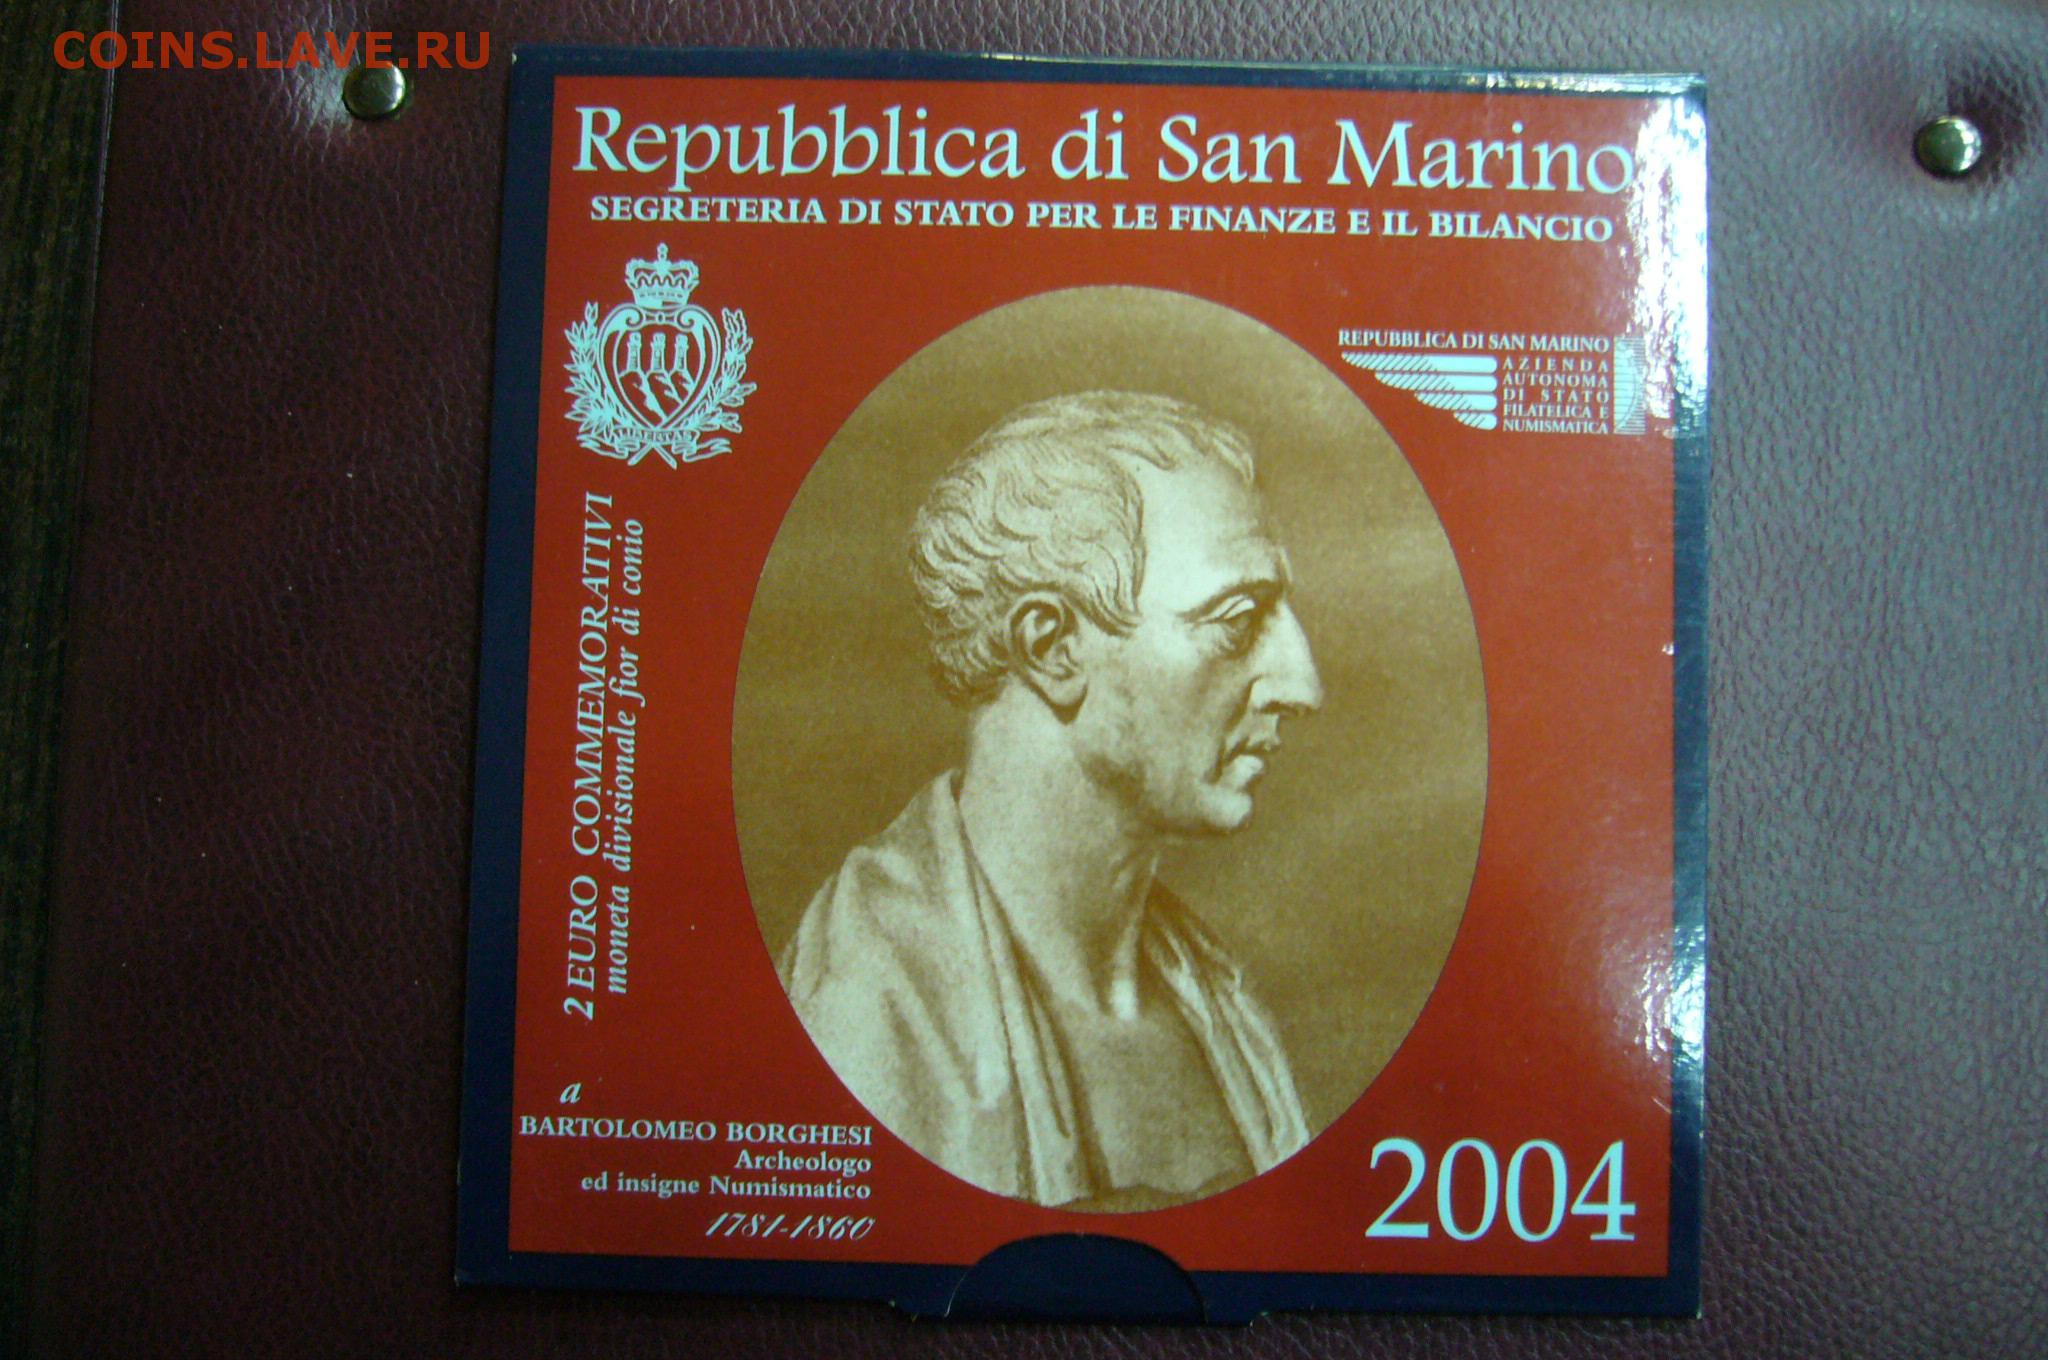 COINS.LAVE.RU
Repubblica di San Marino
SEGRETERIA DI STATO PER LE FINANZE E IL BILANCIO
LIBERTAS
REPUBBLICA DI SAN MARINO
AZIENDA
AUTONOMA
DI STATO
FILATELICA E
NUMISMATICA
2 EURO COMMEMORATIVI
moneta divisionale fior di conio
a
BARTOLOMEO BORGHESI
Archeologo
ed insigne Numismatico
1781-1860
2004